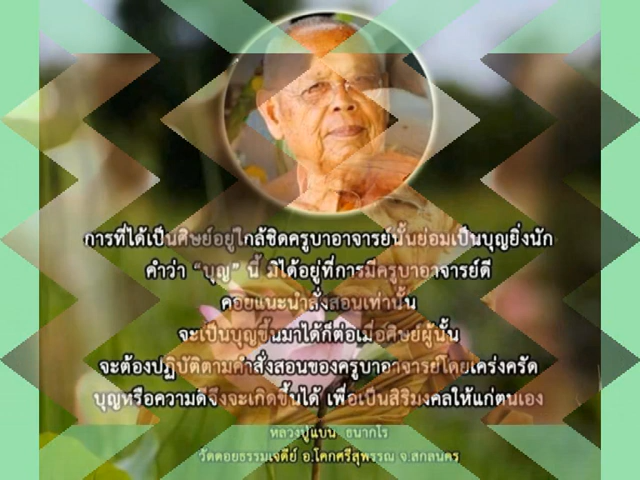 การที่ได้เป็นศิษย์อยู่ใกล้ชิดครูบาอาจารย์นั้นย่อมเป็นบุญยิ่งนัก
คำว่า “บุญ” นี้ มิได้อยู่ที่การมีครูบาอาจารย์ดี
คอยแนะนำสั่งสอนเท่านั้น
จะเป็นบุญขึ้นมาได้ก็ต่อเมื่อศิษย์ผู้นั้น
จะต้องปฏิบัติตามคำสั่งสอนของครูบาอาจารย์โดยเคร่งครัด
บุญหรือความดีจึงจะเกิดขึ้นได้ เพื่อเป็นสิริมงคลให้แก่ตนเอง
หลวงปู่แบน ธนากโร
วัดดอยธรรมเจดีย์ อ.โคกศรีสุพรรณ จ.สกลนคร